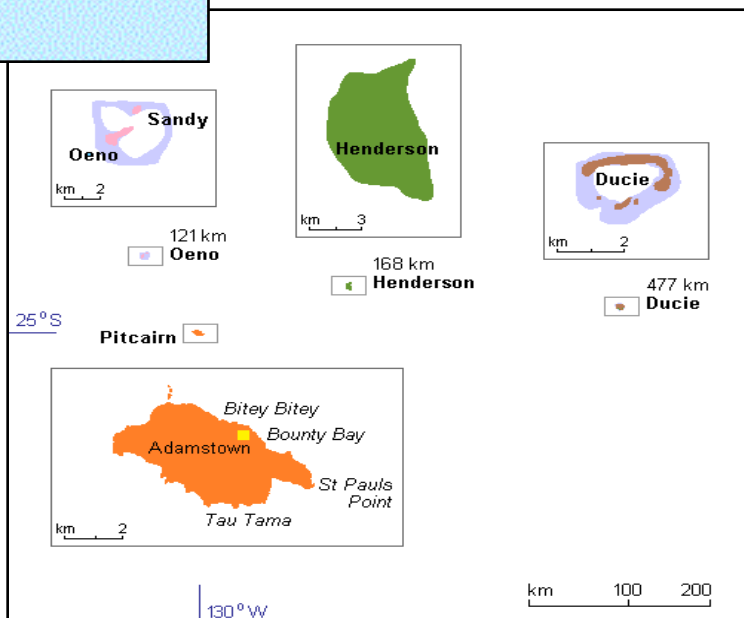 Sandy
Oeno
km 2
121 km
Oeno
Henderson
km 3
168 km
Henderson
Ducie
km 2
477 km
Ducie
25°S
Pitcairn
Bitey Bitey
Bounty Bay
Adamstown
St Pauls
Point
Tau Tama
km 2
130°W
km 100 200